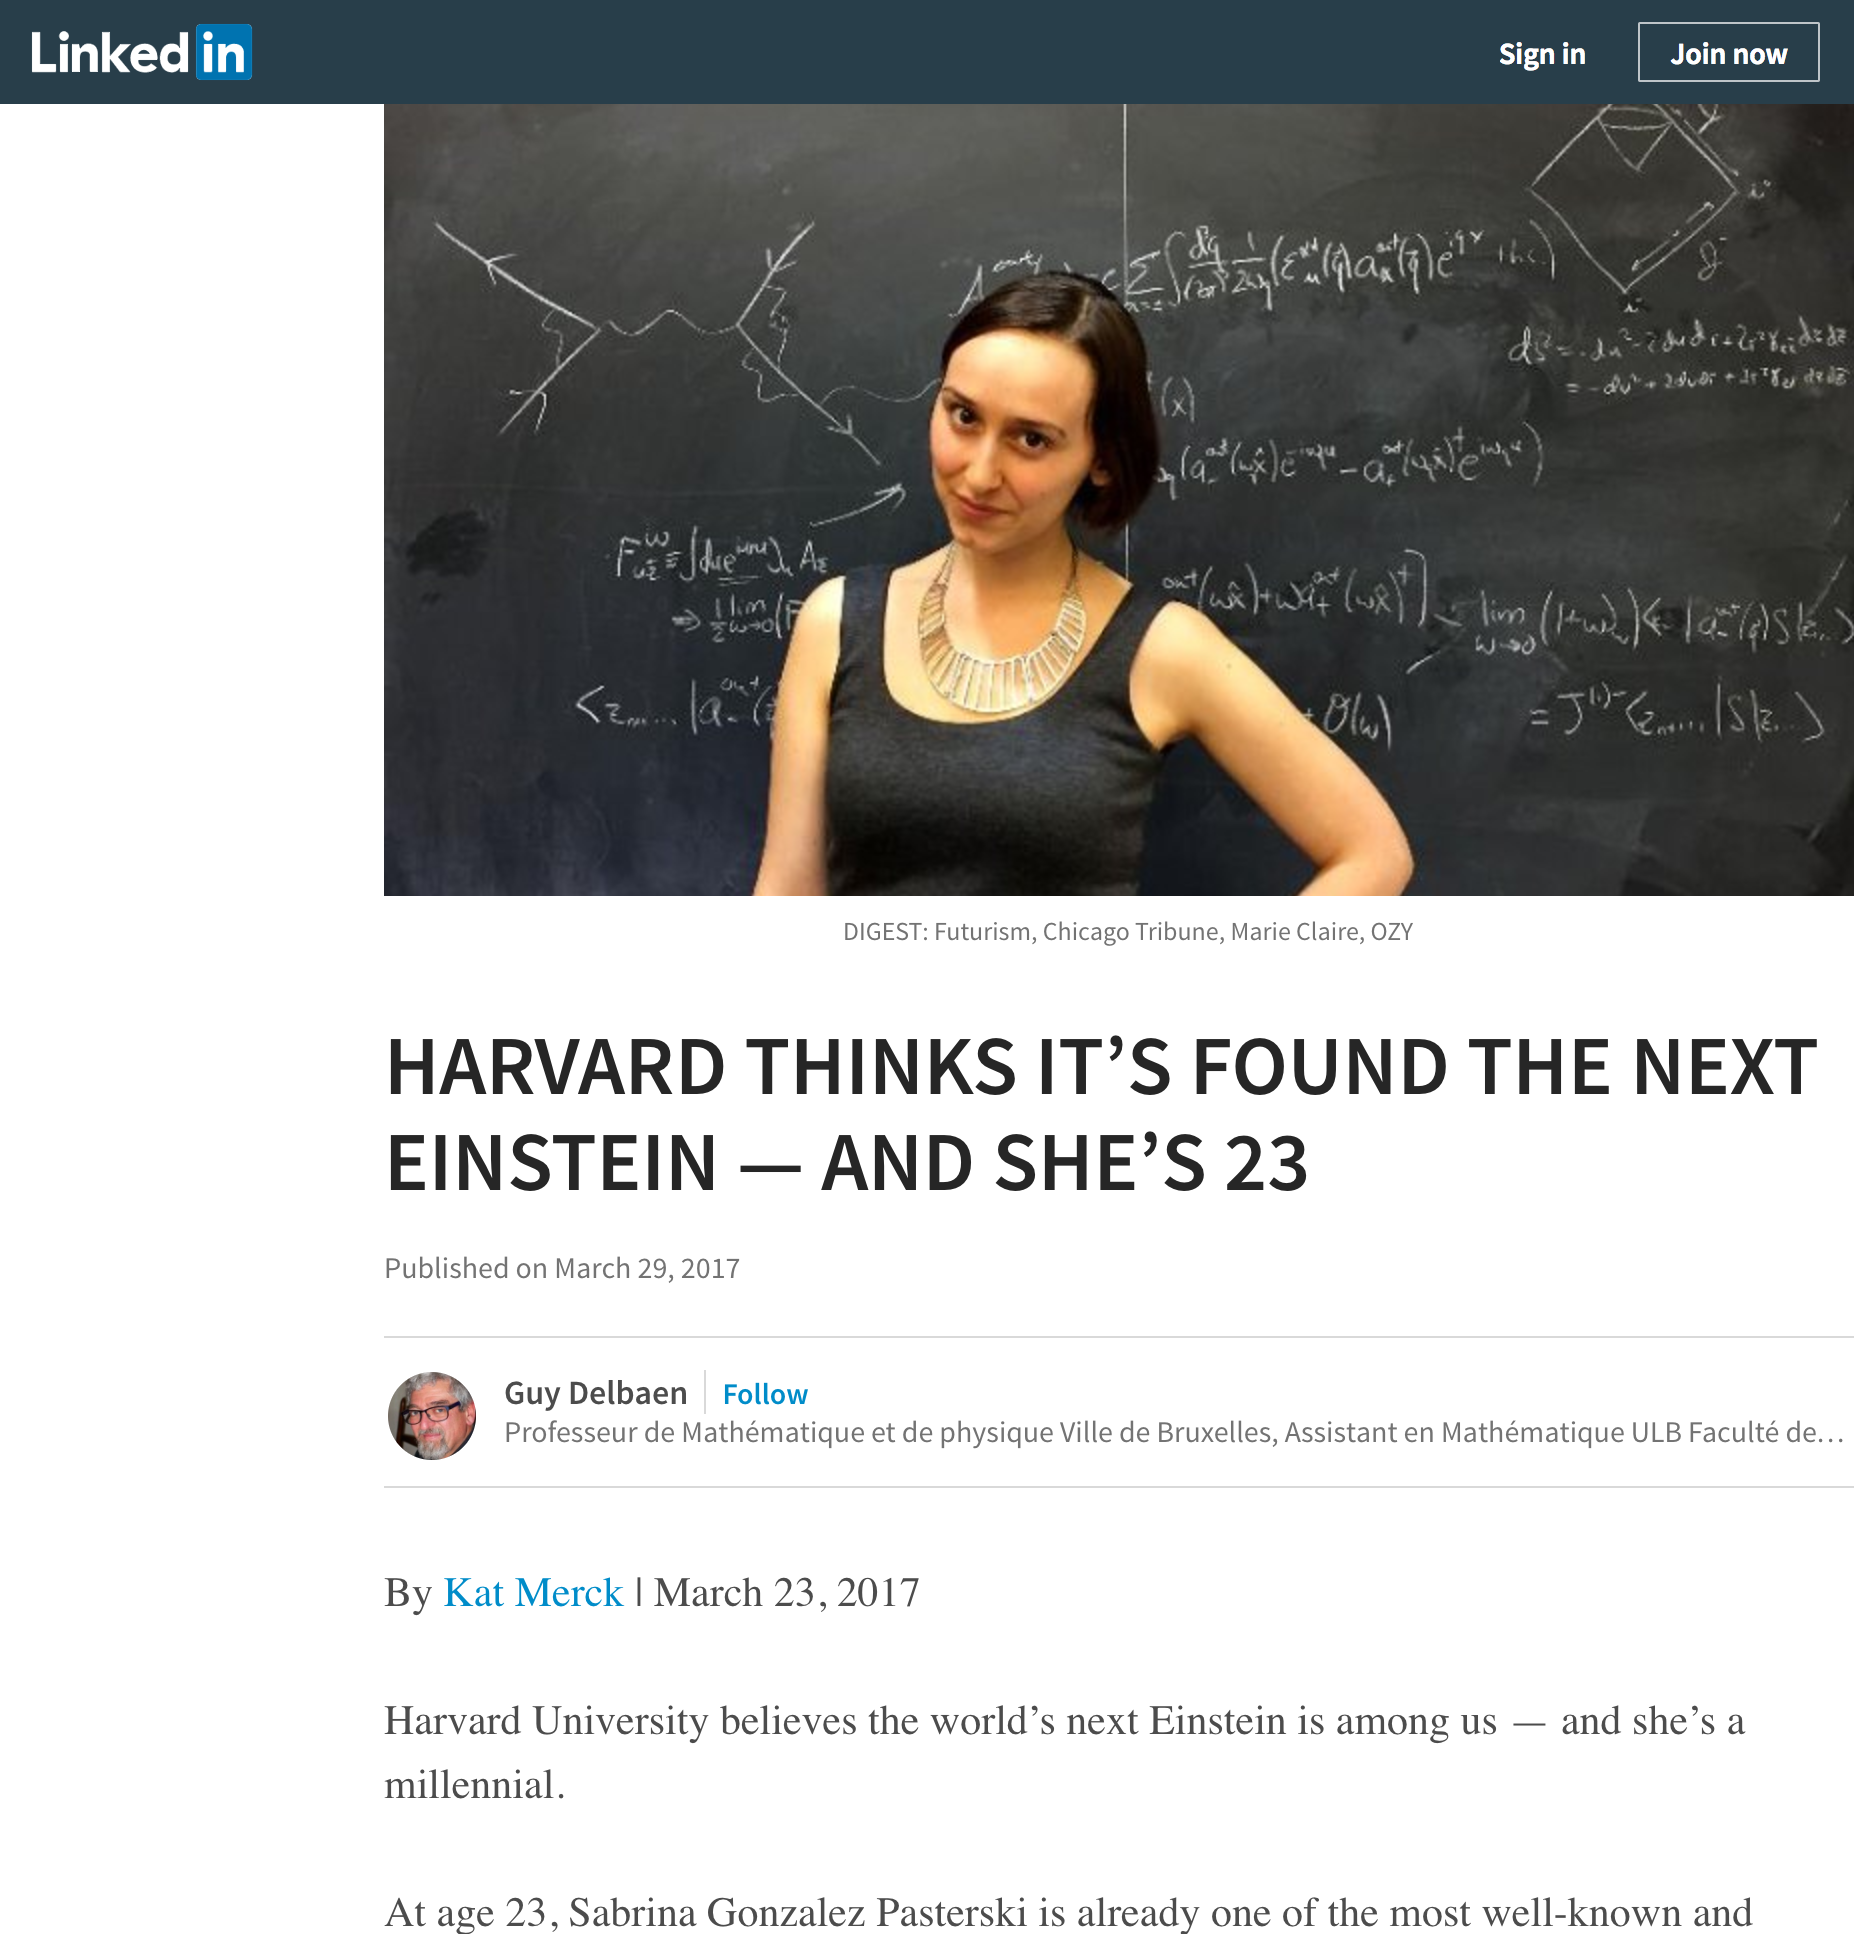 Linked in
Sign in
Join now
DIGEST: Futurism, Chicago Tribune, Marie Claire, OZY
HARVARD THINKS IT’S FOUND THE NEXT
EINSTEIN — AND SHE’S 23
Published on March 29, 2017
Guy Delbaen
Follow
Professeur de Mathématique et de physique Ville de Bruxelles, Assistant en Mathématique ULB Faculté de…
By Kat Merck | March 23, 2017
Harvard University believes the world’s next Einstein is among us — and she’s a
millennial.
At age 23, Sabrina Gonzalez Pasterski is already one of the most well-known and